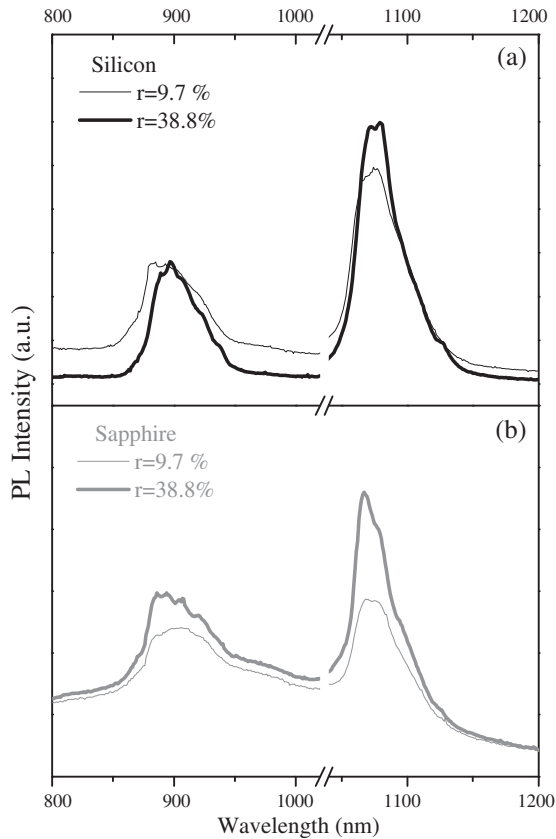 800 900 1000 1100 1200
(a)
Silicon
r=9.7 %
r=38.8%
PL Intensity (a.u.)
(b)
Sapphire
r=9.7 %
r=38.8%
800 900 1000 1100 1200
Wavelength (nm)